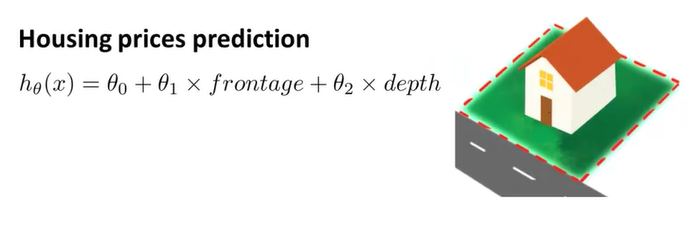 Housing prices prediction
hθ(x) = θ0 + θ1 × frontage + θ2 × depth